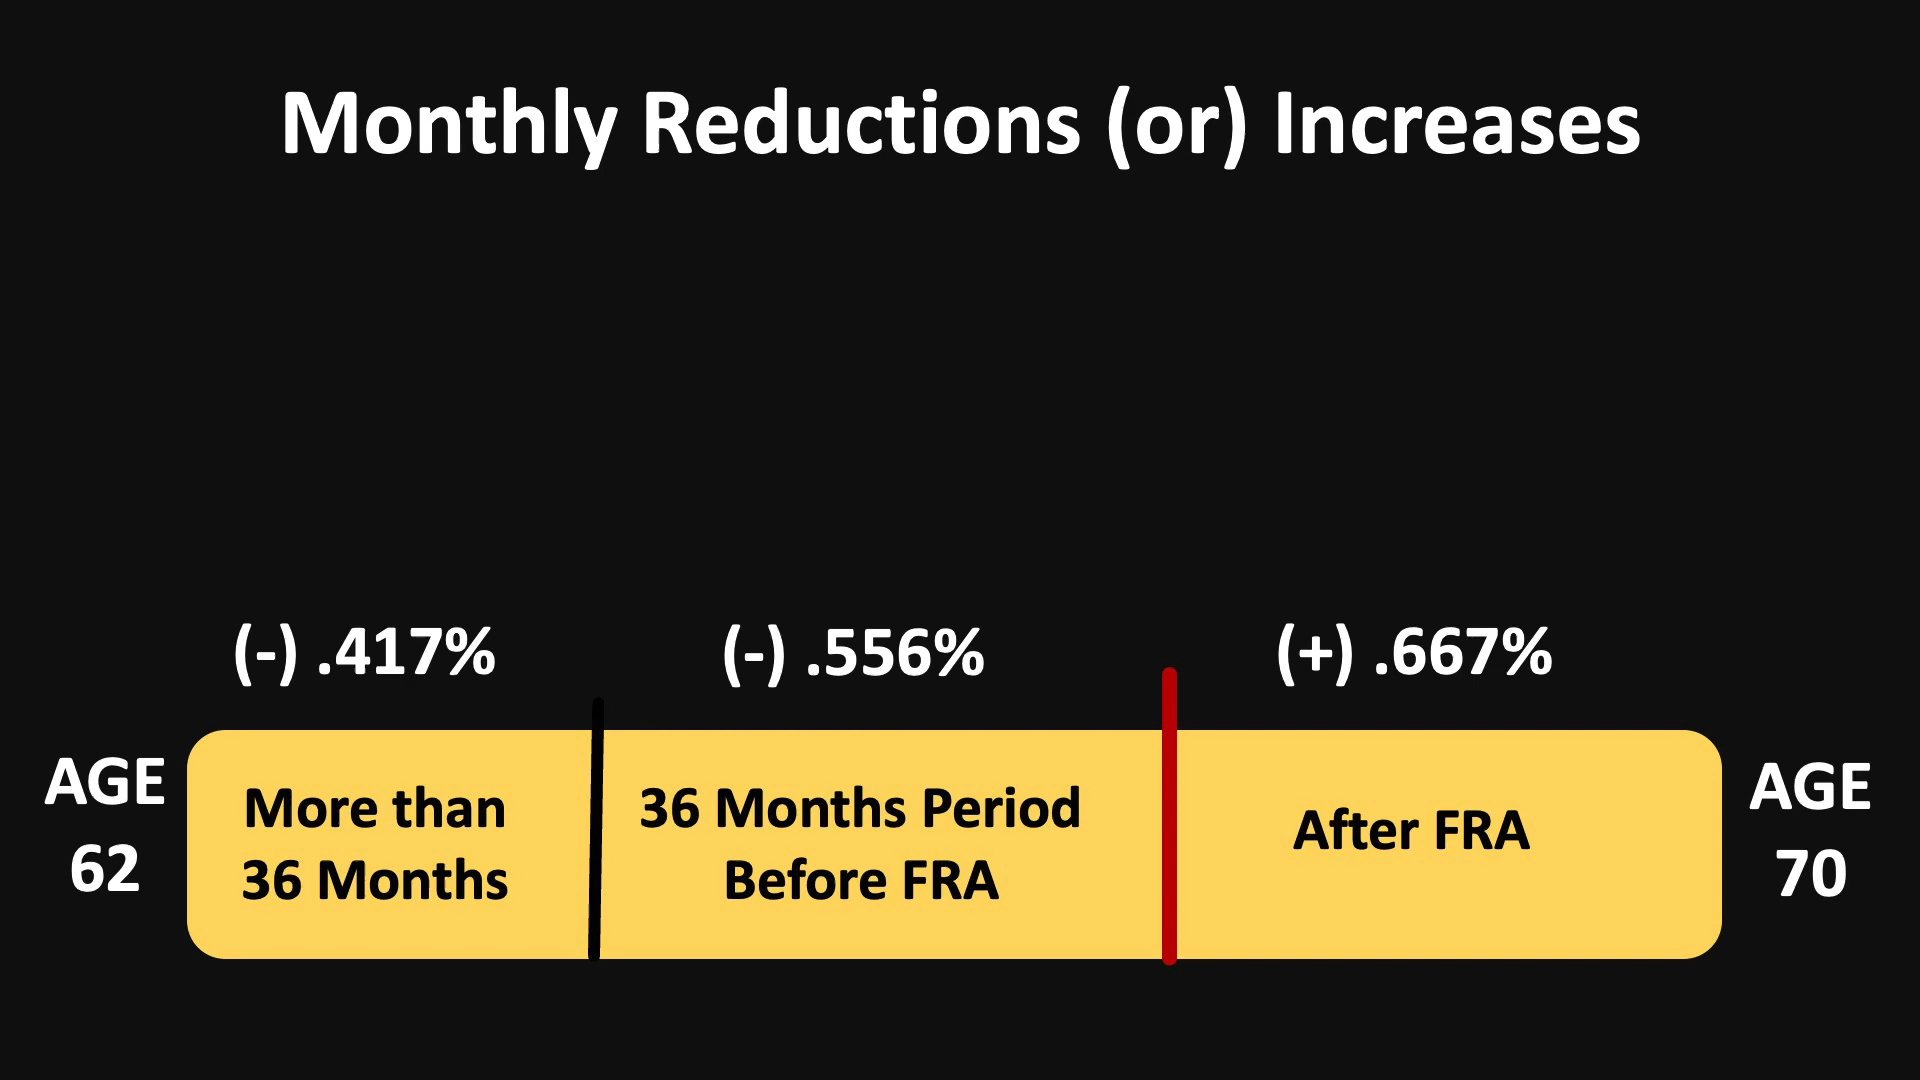 Monthly Reductions (or) Increases
(-) .417%
(-) .556%
(+) .667%
AGE
62
More than
36 Months
36 Months Period
Before FRA
After FRA
AGE
70